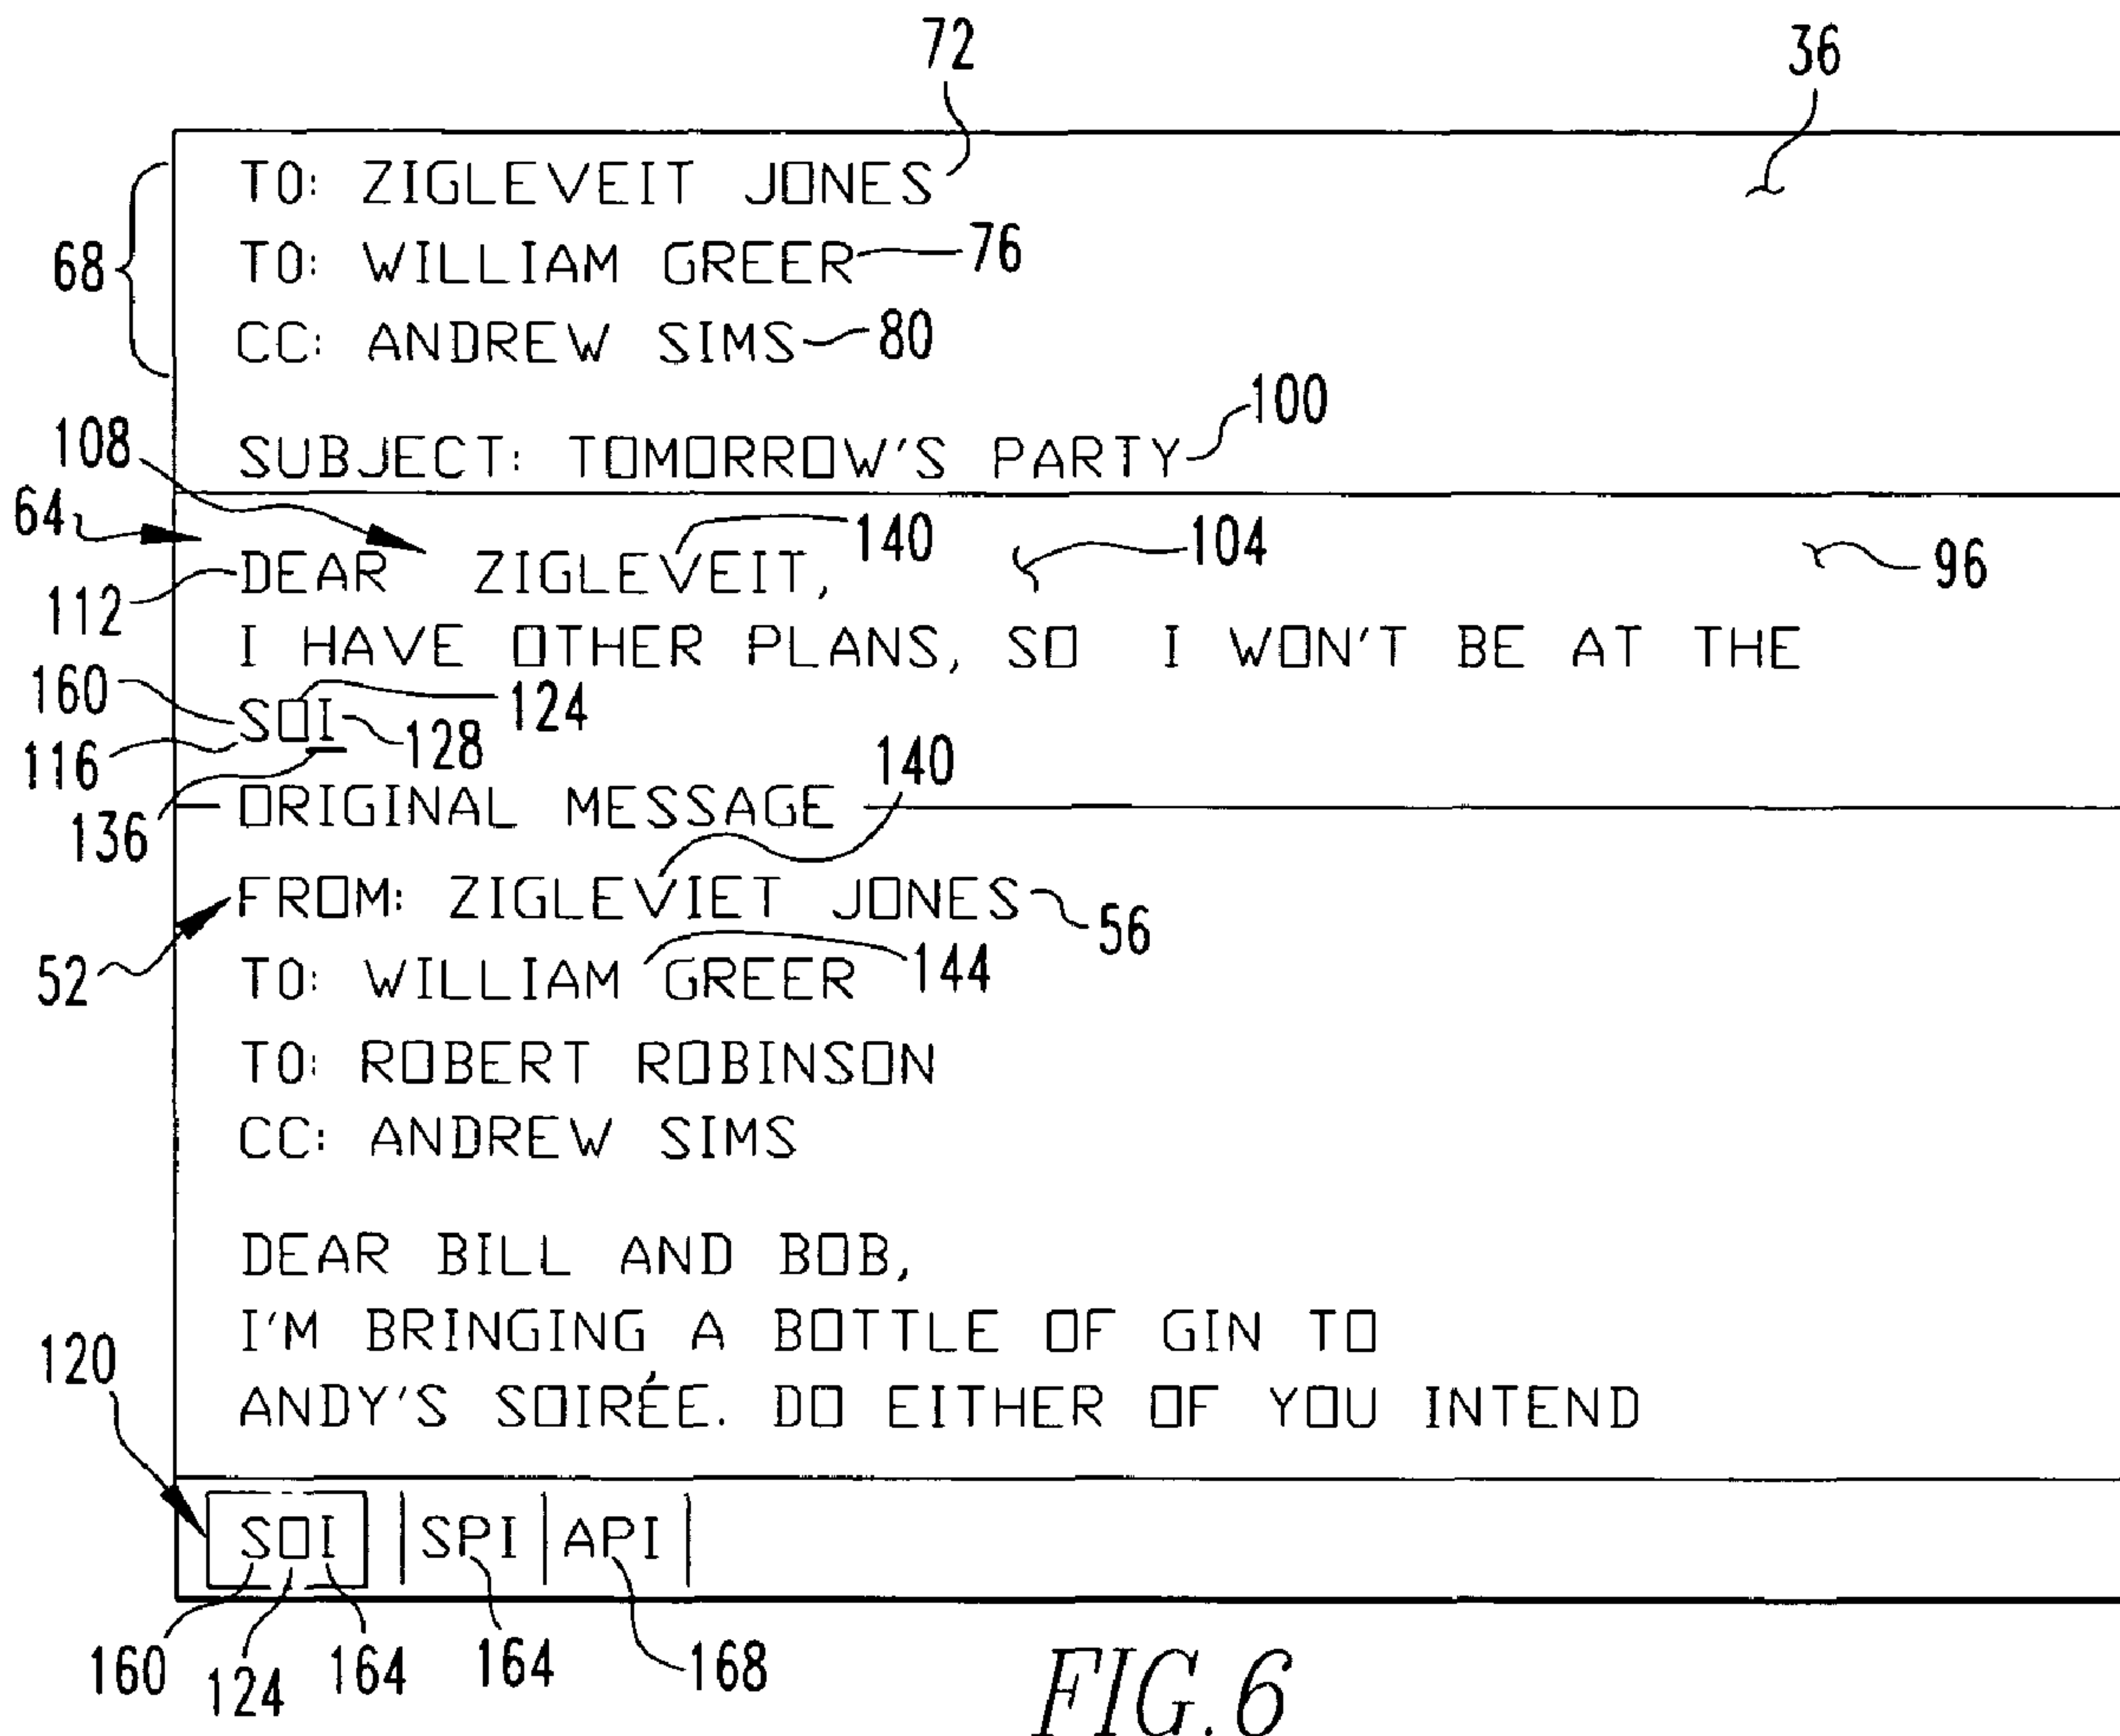 72 36
TO: ZIGLEVEIT JONES
68 TO: WILLIAM GREER 76
CC: ANDREW SIMS 80
100
108 SUBJECT: TOMORROW'S PARTY
64 140 104 96
112 DEAR ZIGLEVEIT,
I HAVE OTHER PLANS, SO I WON'T BE AT THE
160 SOI 124
116 128
140
136 ORIGINAL MESSAGE
FROM: ZIGLEVIET JONES 56
52 TO: WILLIAM GREER 144
TO: ROBERT ROBINSON
CC: ANDREW SIMS
DEAR BILL AND BOB,
I'M BRINGING A BOTTLE OF GIN TO
120
ANDY'S SOIRÉE. DO EITHER OF YOU INTEND
SOI SPI API
160 124 164 164 168
FIG. 6